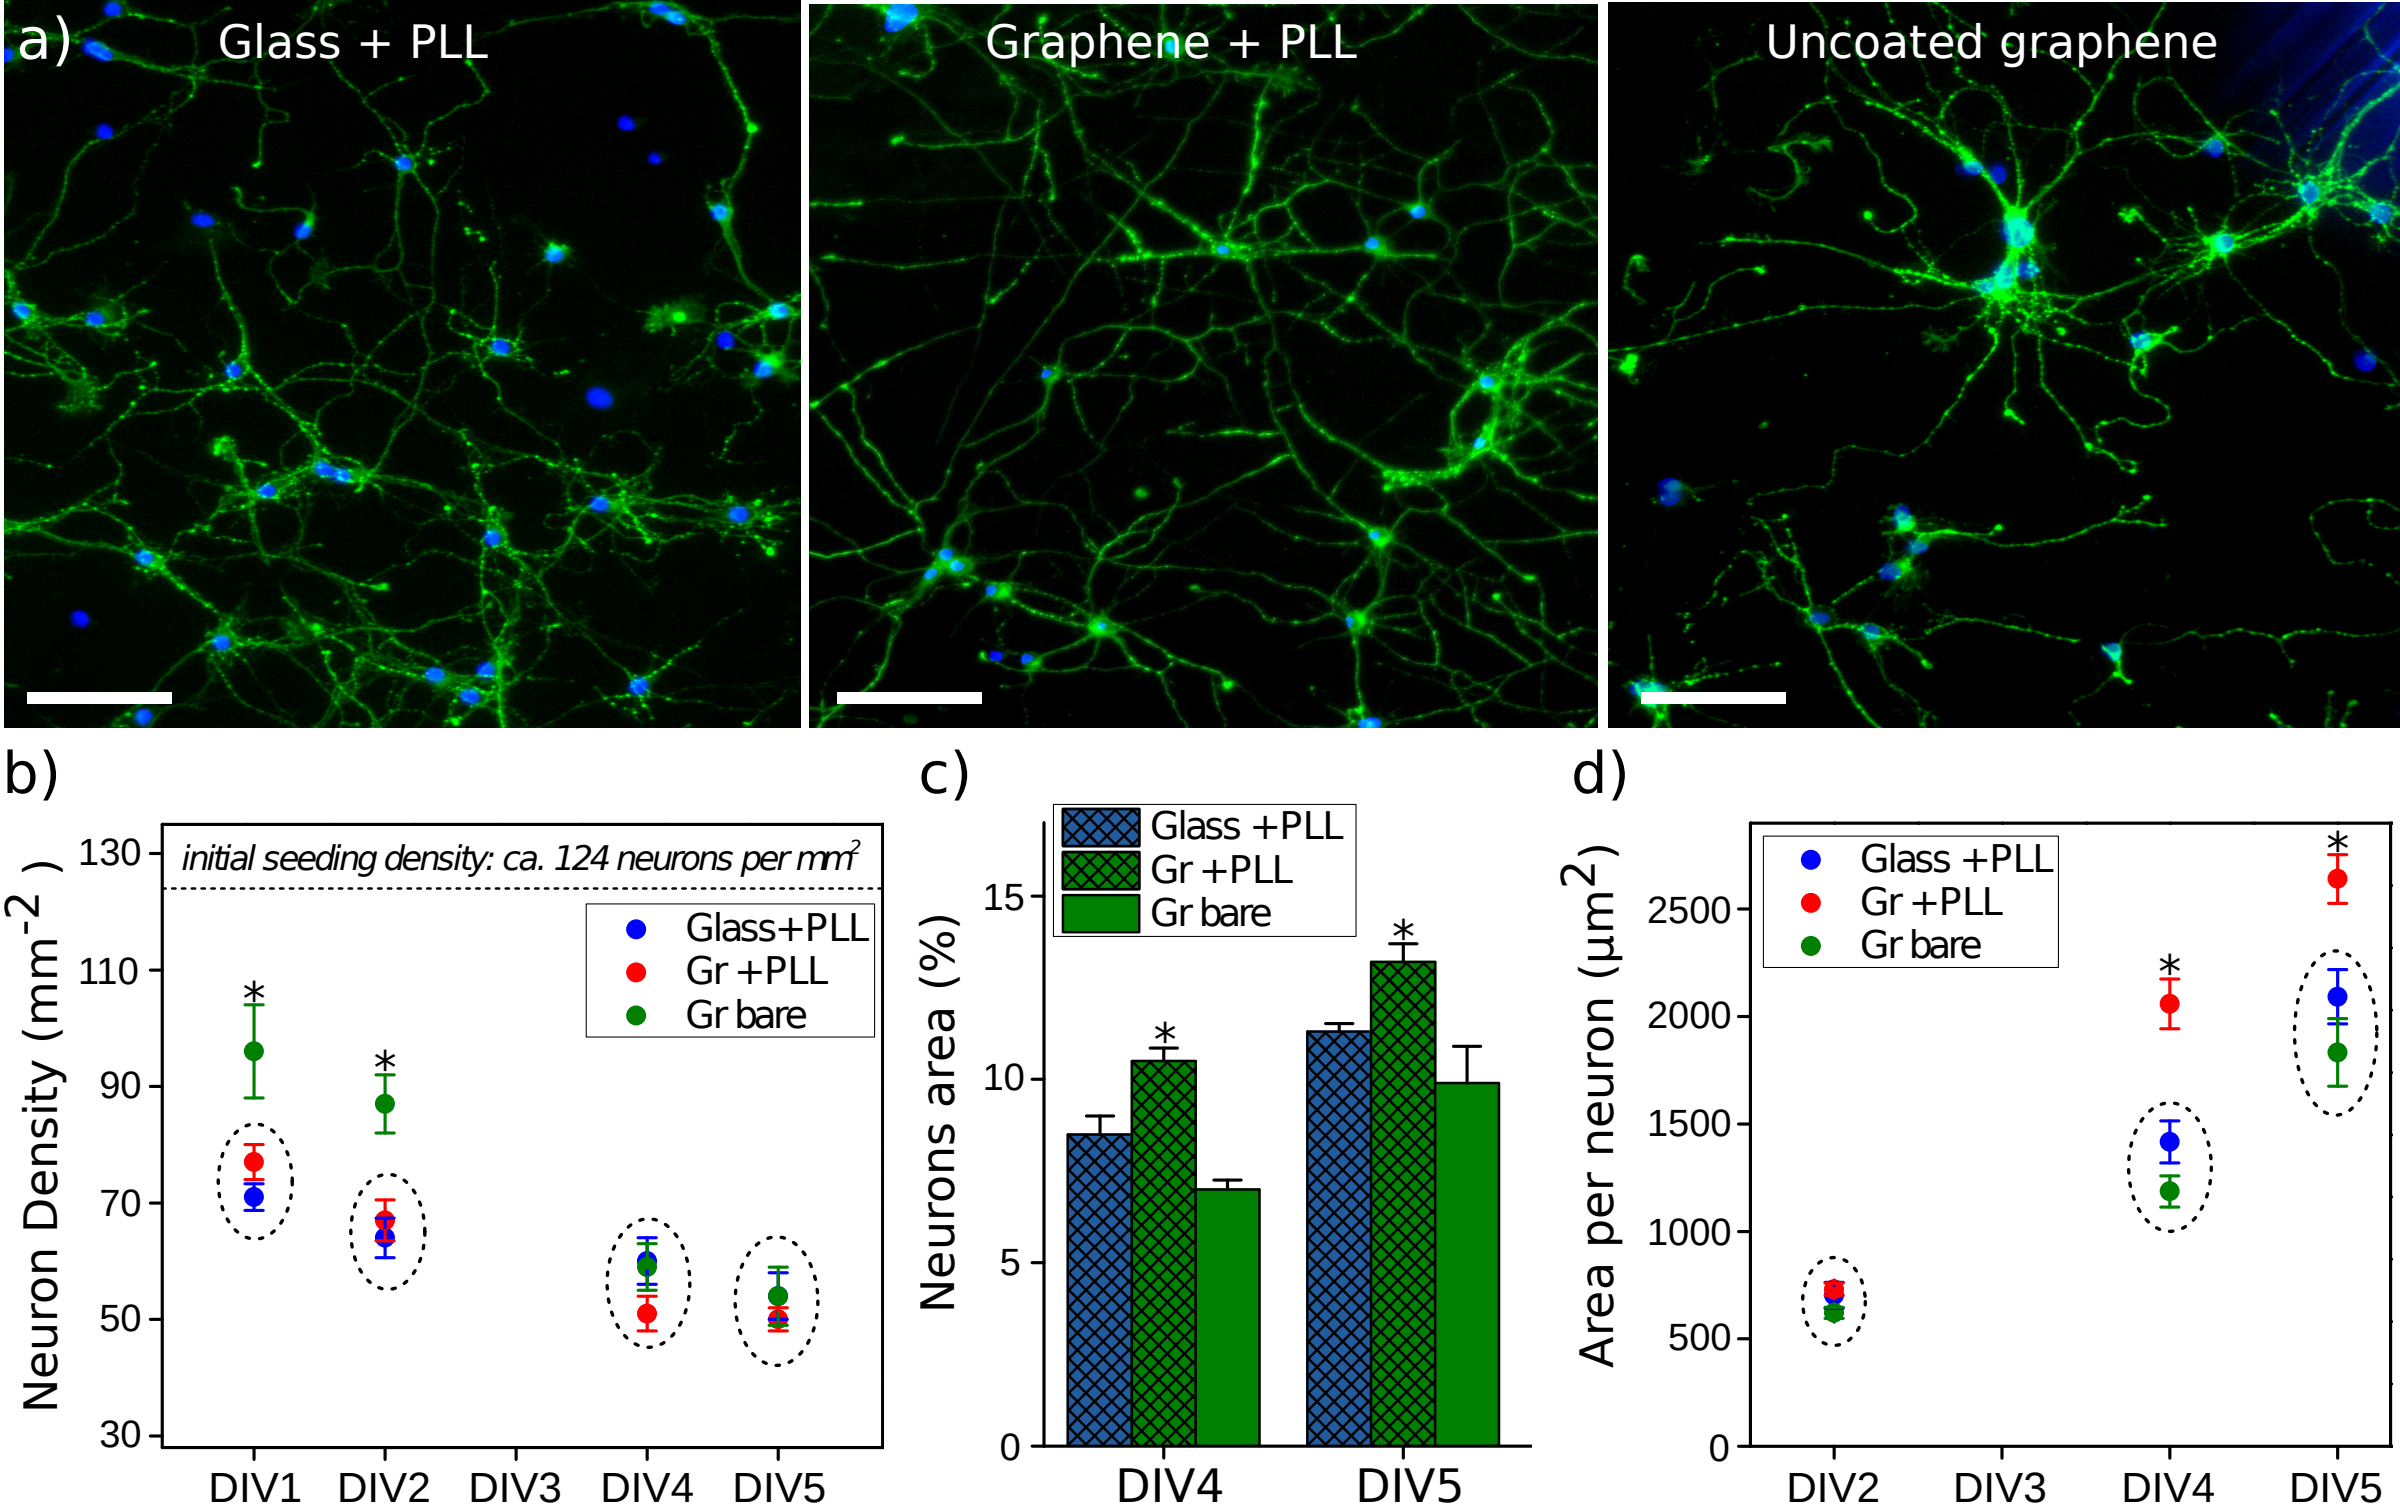 a)
Glass + PLL
Graphene + PLL
Uncoated graphene
b)
Neuron Density (mm⁻²)
130
110
90
70
50
30
initial seeding density: ca. 124 neurons per mm²
Glass+PLL
Gr +PLL
Gr bare
*
*
DIV1 DIV2 DIV3 DIV4 DIV5
c)
Neurons area (%)
15
10
5
0
Glass +PLL
Gr +PLL
Gr bare
*
*
DIV4 DIV5
d)
Area per neuron (µm²)
2500
2000
1500
1000
500
0
Glass +PLL
Gr +PLL
Gr bare
*
*
DIV2 DIV3 DIV4 DIV5